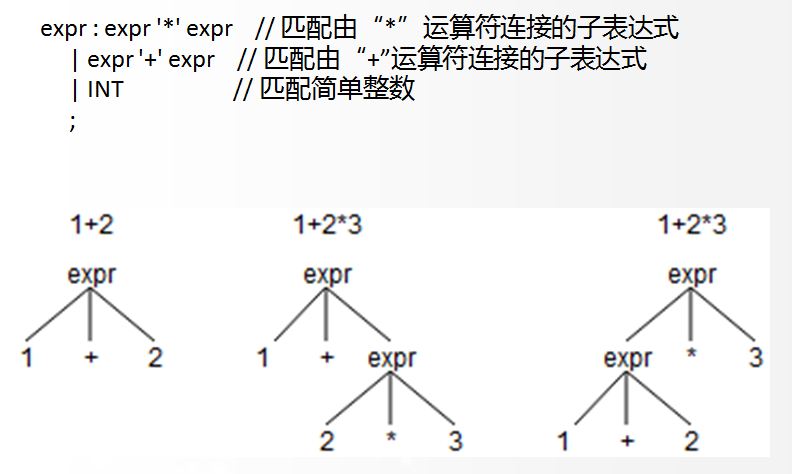 expr : expr '*' expr // 匹配由“*”运算符连接的子表达式
| expr '+' expr // 匹配由“+”运算符连接的子表达式
| INT // 匹配简单整数
;
1+2 1+2*3 1+2*3
expr expr expr
1 + 2 1 + expr expr * 3
2 * 3 1 + 2